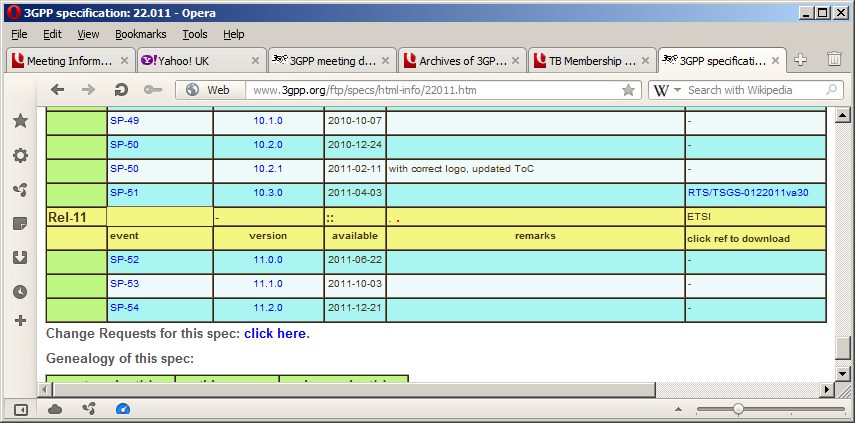 3GPP specification: 22.011 - Opera
File Edit View Bookmarks Tools Help
Meeting Inform... Yahoo! UK 3GPP meeting d... Archives of 3GP... TB Membership ... 3GPP specificati...
Web www.3gpp.org/ftp/specs/html-info/22011.htm Search with Wikipedia
SP-49 10.1.0 2010-10-07 -
SP-50 10.2.0 2010-12-24 -
SP-50 10.2.1 2011-02-11 with correct logo, updated ToC -
SP-51 10.3.0 2011-04-03 RTS/TSGS-0122011va30
Rel-11 - :: . . ETSI
event version available remarks click ref to download
SP-52 11.0.0 2011-06-22 -
SP-53 11.1.0 2011-10-03 -
SP-54 11.2.0 2011-12-21 -
Change Requests for this spec: click here.
Genealogy of this spec: